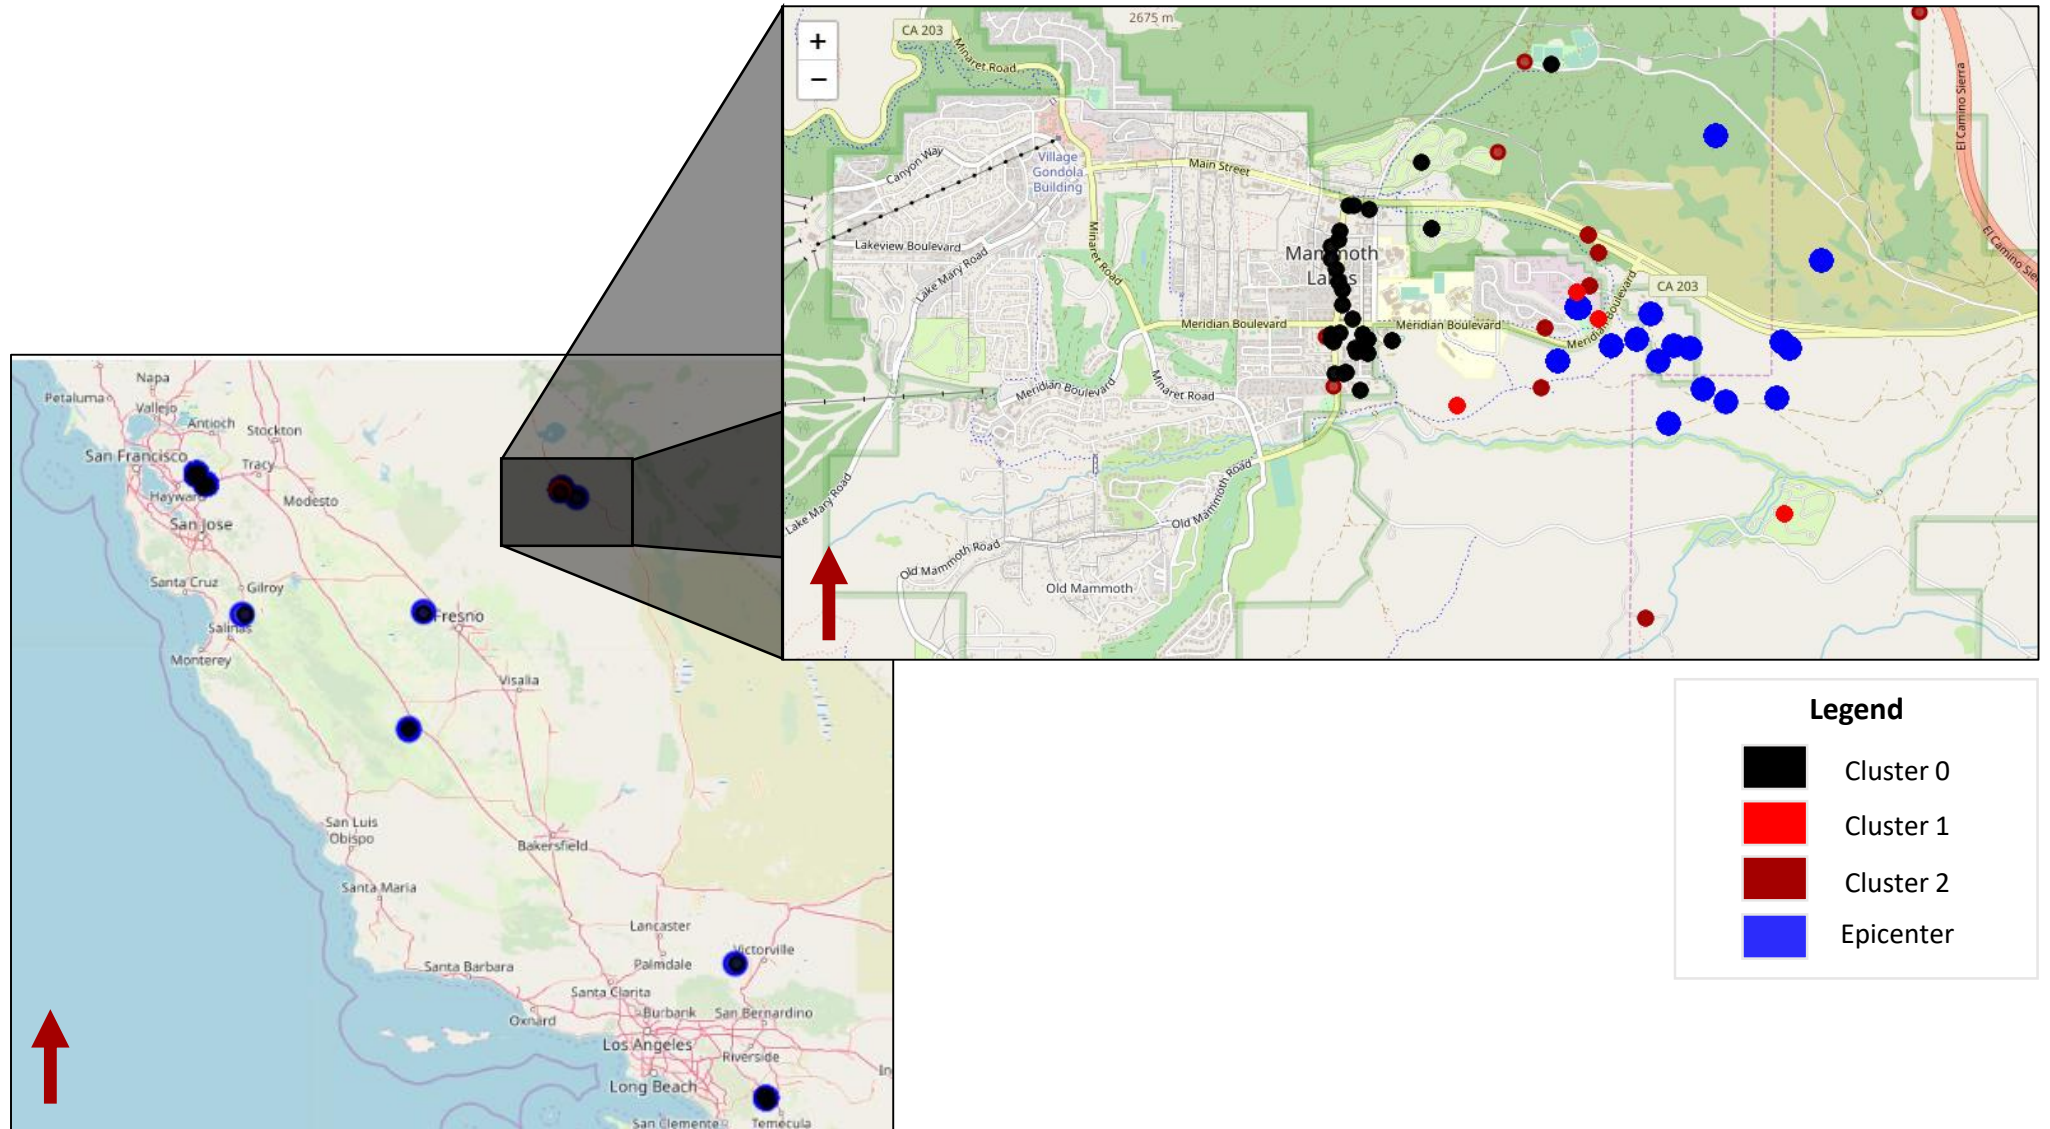 2675 m
CA 203
+
−
Minaret Road
El Camino Sierra
Canyon Way
Village
Gondola
Building
Main Street
Lakeview Boulevard
Lake Mary Road
Minaret Road
Mammoth
Lakes
CA 203
El Camino Sie
Meridian Boulevard
Meridian Boulevard
Meridian Boulevard
Meridian Boulevard
Minaret Road
Lake Mary Road
Old Mammoth Road
Old Mammoth Road
Old Mammoth
Napa
Petaluma
Vallejo
Antioch
Stockton
San Francisco
Tracy
Hayward
Modesto
San Jose
Santa Cruz
Gilroy
Fresno
Salinas
Monterey
Visalia
San Luis
Obispo
Bakersfield
Santa Maria
Lancaster
Victorville
Santa Barbara
Palmdale
Santa Clarita
Oxnard
Burbank
San Bernardino
Los Angeles
Riverside
In
Long Beach
San Clemente
Temecula
Legend
Cluster 0
Cluster 1
Cluster 2
Epicenter